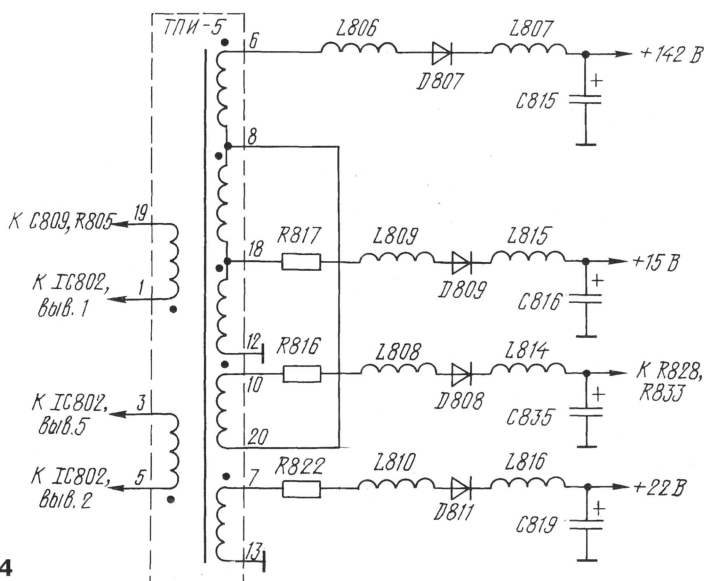 ТПИ-5
6
L806
L807
+142 В
D807
C815
+
8
19
К C809, R805
18
R817
L809
L815
+15 В
D809
C816
+
1
К IC802,
выв.1
12
R816
L808
L814
10
К R828,
R833
D808
C835
+
3
К IC802,
выв.5
20
R822
L810
L816
7
+22 В
5
К IC802,
выв.2
D811
C819
+
13
4